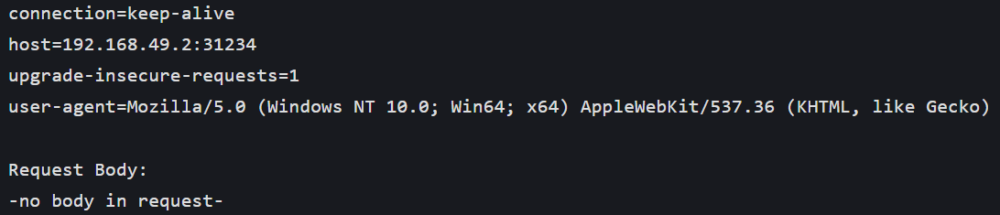 connection=keep-alive
host=192.168.49.2:31234
upgrade-insecure-requests=1
user-agent=Mozilla/5.0 (Windows NT 10.0; Win64; x64) AppleWebKit/537.36 (KHTML, like Gecko)
Request Body:
-no body in request-